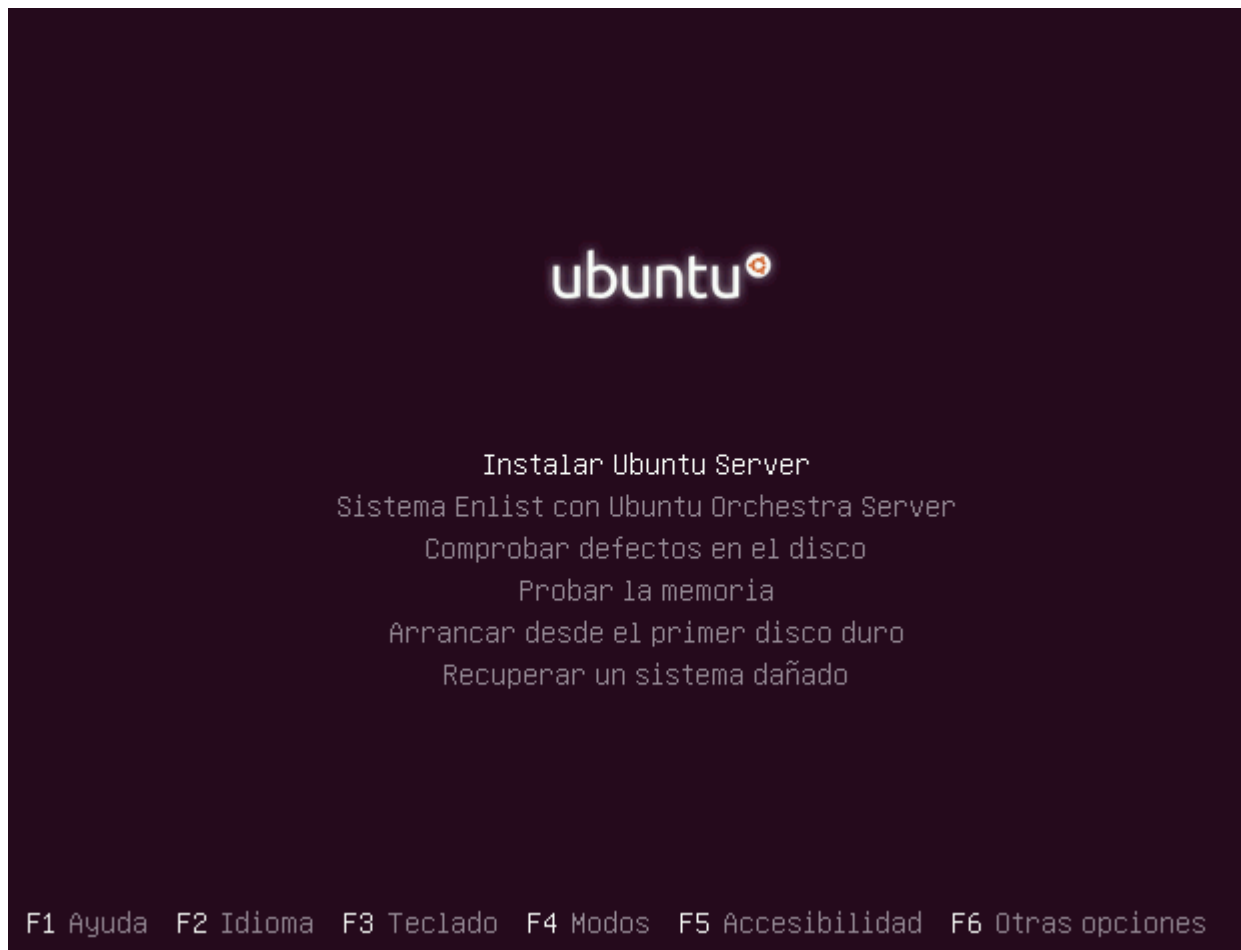 ubuntu
Instalar Ubuntu Server
Sistema Enlist con Ubuntu Orchestra Server
Comprobar defectos en el disco
Probar la memoria
Arrancar desde el primer disco duro
Recuperar un sistema dañado
F1 Ayuda F2 Idioma F3 Teclado F4 Modos F5 Accesibilidad F6 Otras opciones